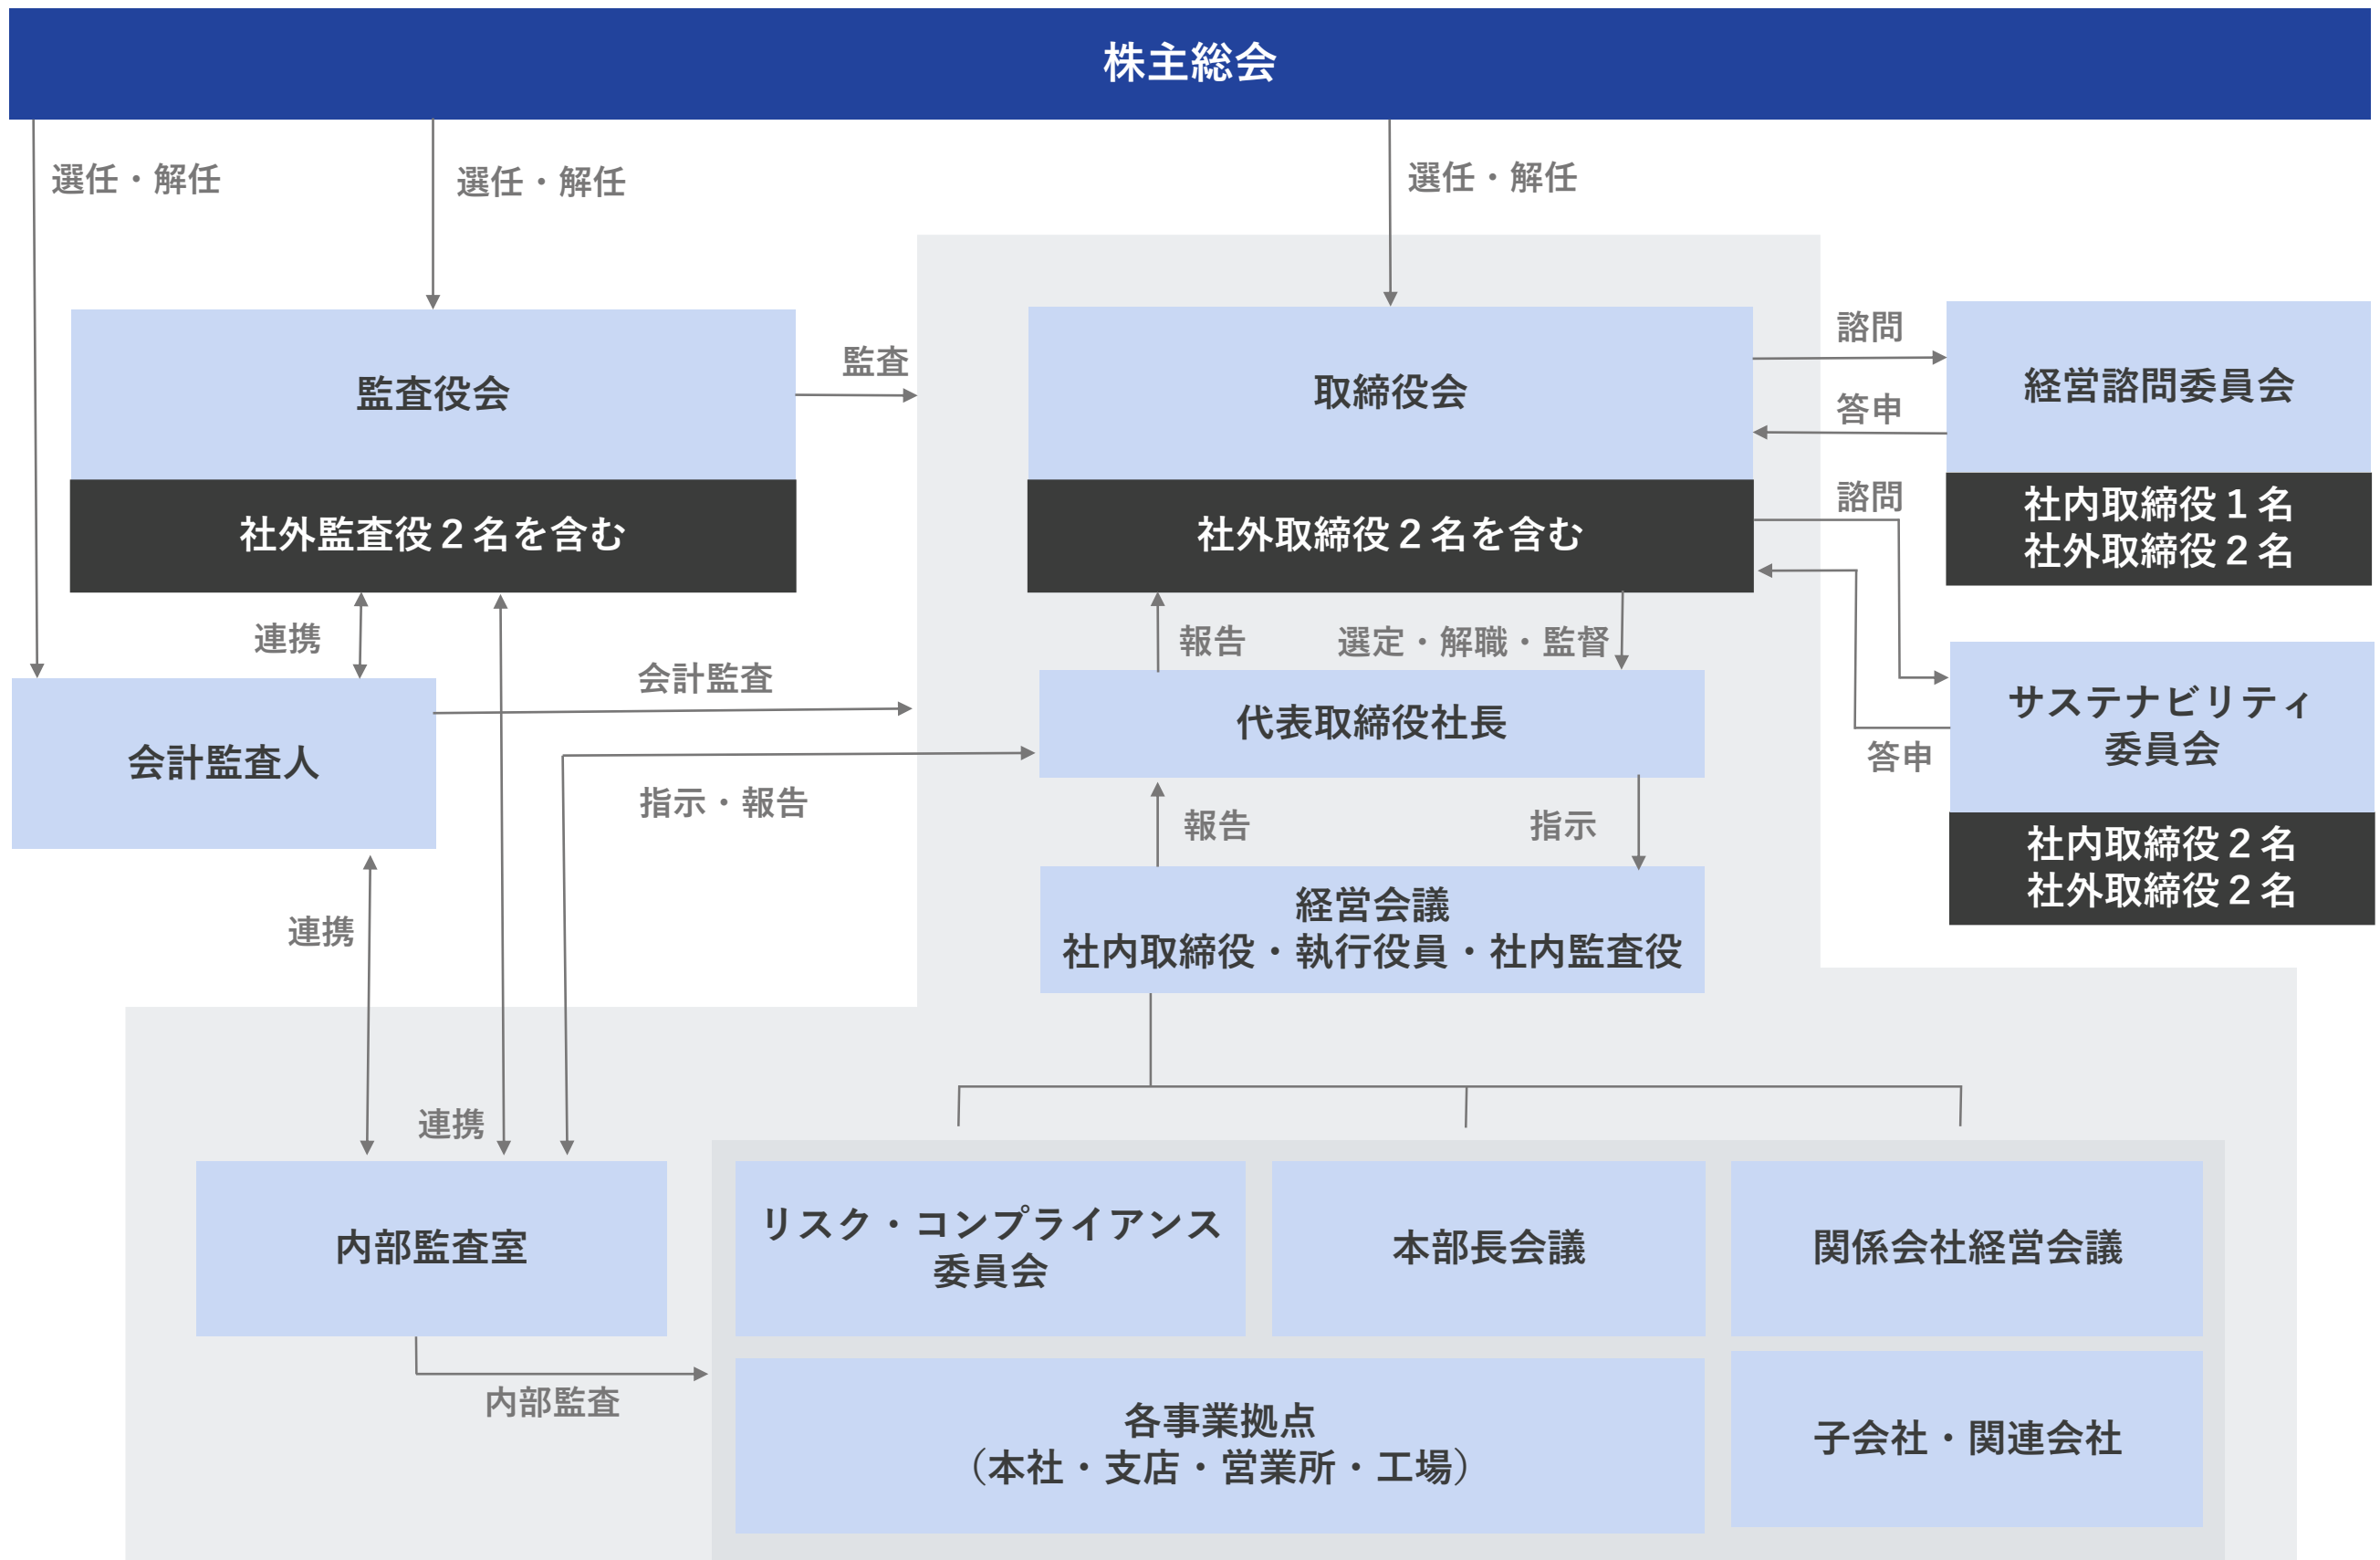 株主総会
選任・解任
選任・解任
選任・解任
監査役会
社外監査役２名を含む
監査
取締役会
社外取締役２名を含む
諮問
答申
経営諮問委員会
社内取締役１名
社外取締役２名
諮問
答申
サステナビリティ
委員会
社内取締役２名
社外取締役２名
連携
会計監査
会計監査人
報告
選定・解職・監督
代表取締役社長
指示・報告
報告
指示
経営会議
社内取締役・執行役員・社内監査役
連携
連携
内部監査室
リスク・コンプライアンス
委員会
本部長会議
関係会社経営会議
内部監査
各事業拠点
（本社・支店・営業所・工場）
子会社・関連会社